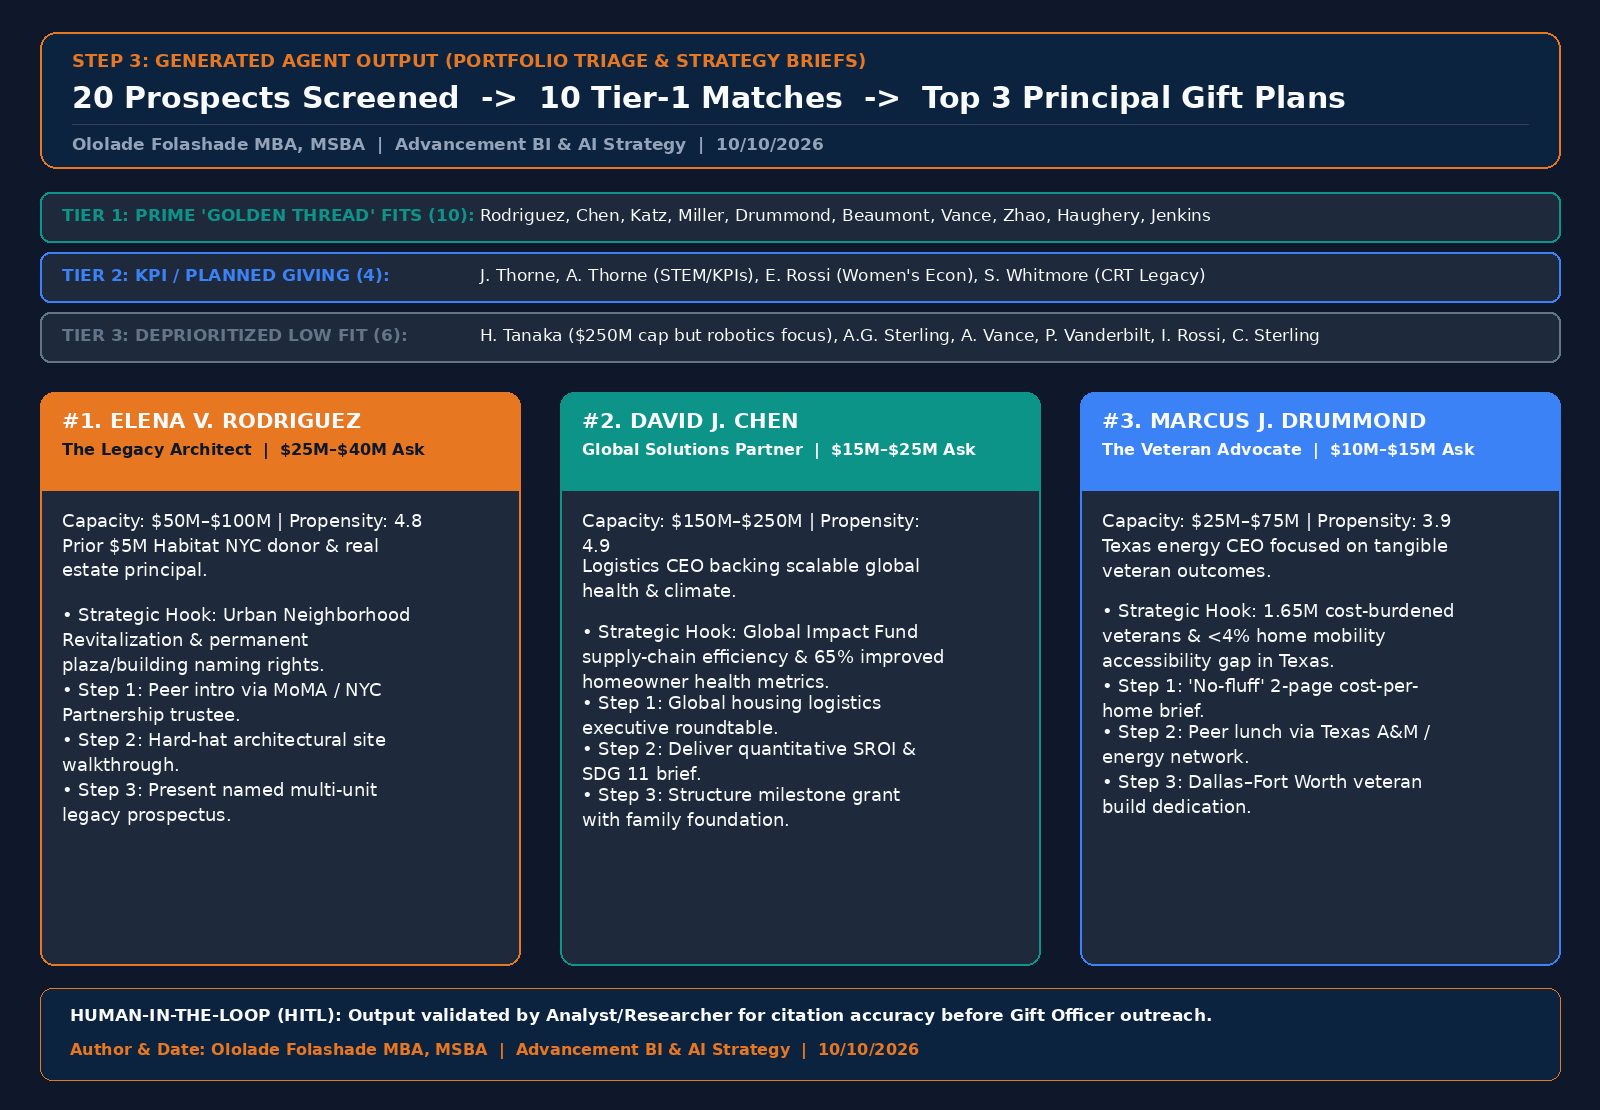 STEP 3: GENERATED AGENT OUTPUT (PORTFOLIO TRIAGE & STRATEGY BRIEFS)
20 Prospects Screened -> 10 Tier-1 Matches -> Top 3 Principal Gift Plans
Ololade Folashade MBA, MSBA | Advancement BI & AI Strategy | 10/10/2026
TIER 1: PRIME 'GOLDEN THREAD' FITS (10): Rodriguez, Chen, Katz, Miller, Drummond, Beaumont, Vance, Zhao, Haughery, Jenkins
TIER 2: KPI / PLANNED GIVING (4): J. Thorne, A. Thorne (STEM/KPIs), E. Rossi (Women's Econ), S. Whitmore (CRT Legacy)
TIER 3: DEPRIORITIZED LOW FIT (6): H. Tanaka ($250M cap but robotics focus), A.G. Sterling, A. Vance, P. Vanderbilt, I. Rossi, C. Sterling
#1. ELENA V. RODRIGUEZ
The Legacy Architect | $25M–$40M Ask
Capacity: $50M–$100M | Propensity: 4.8
Prior $5M Habitat NYC donor & real
estate principal.
• Strategic Hook: Urban Neighborhood
Revitalization & permanent
plaza/building naming rights.
• Step 1: Peer intro via MoMA / NYC
Partnership trustee.
• Step 2: Hard-hat architectural site
walkthrough.
• Step 3: Present named multi-unit
legacy prospectus.
#2. DAVID J. CHEN
Global Solutions Partner | $15M–$25M Ask
Capacity: $150M–$250M | Propensity:
4.9
Logistics CEO backing scalable global
health & climate.
• Strategic Hook: Global Impact Fund
supply-chain efficiency & 65% improved
homeowner health metrics.
• Step 1: Global housing logistics
executive roundtable.
• Step 2: Deliver quantitative SROI &
SDG 11 brief.
• Step 3: Structure milestone grant
with family foundation.
#3. MARCUS J. DRUMMOND
The Veteran Advocate | $10M–$15M Ask
Capacity: $25M–$75M | Propensity: 3.9
Texas energy CEO focused on tangible
veteran outcomes.
• Strategic Hook: 1.65M cost-burdened
veterans & <4% home mobility
accessibility gap in Texas.
• Step 1: 'No-fluff' 2-page cost-per-
home brief.
• Step 2: Peer lunch via Texas A&M /
energy network.
• Step 3: Dallas–Fort Worth veteran
build dedication.
HUMAN-IN-THE-LOOP (HITL): Output validated by Analyst/Researcher for citation accuracy before Gift Officer outreach.
Author & Date: Ololade Folashade MBA, MSBA | Advancement BI & AI Strategy | 10/10/2026